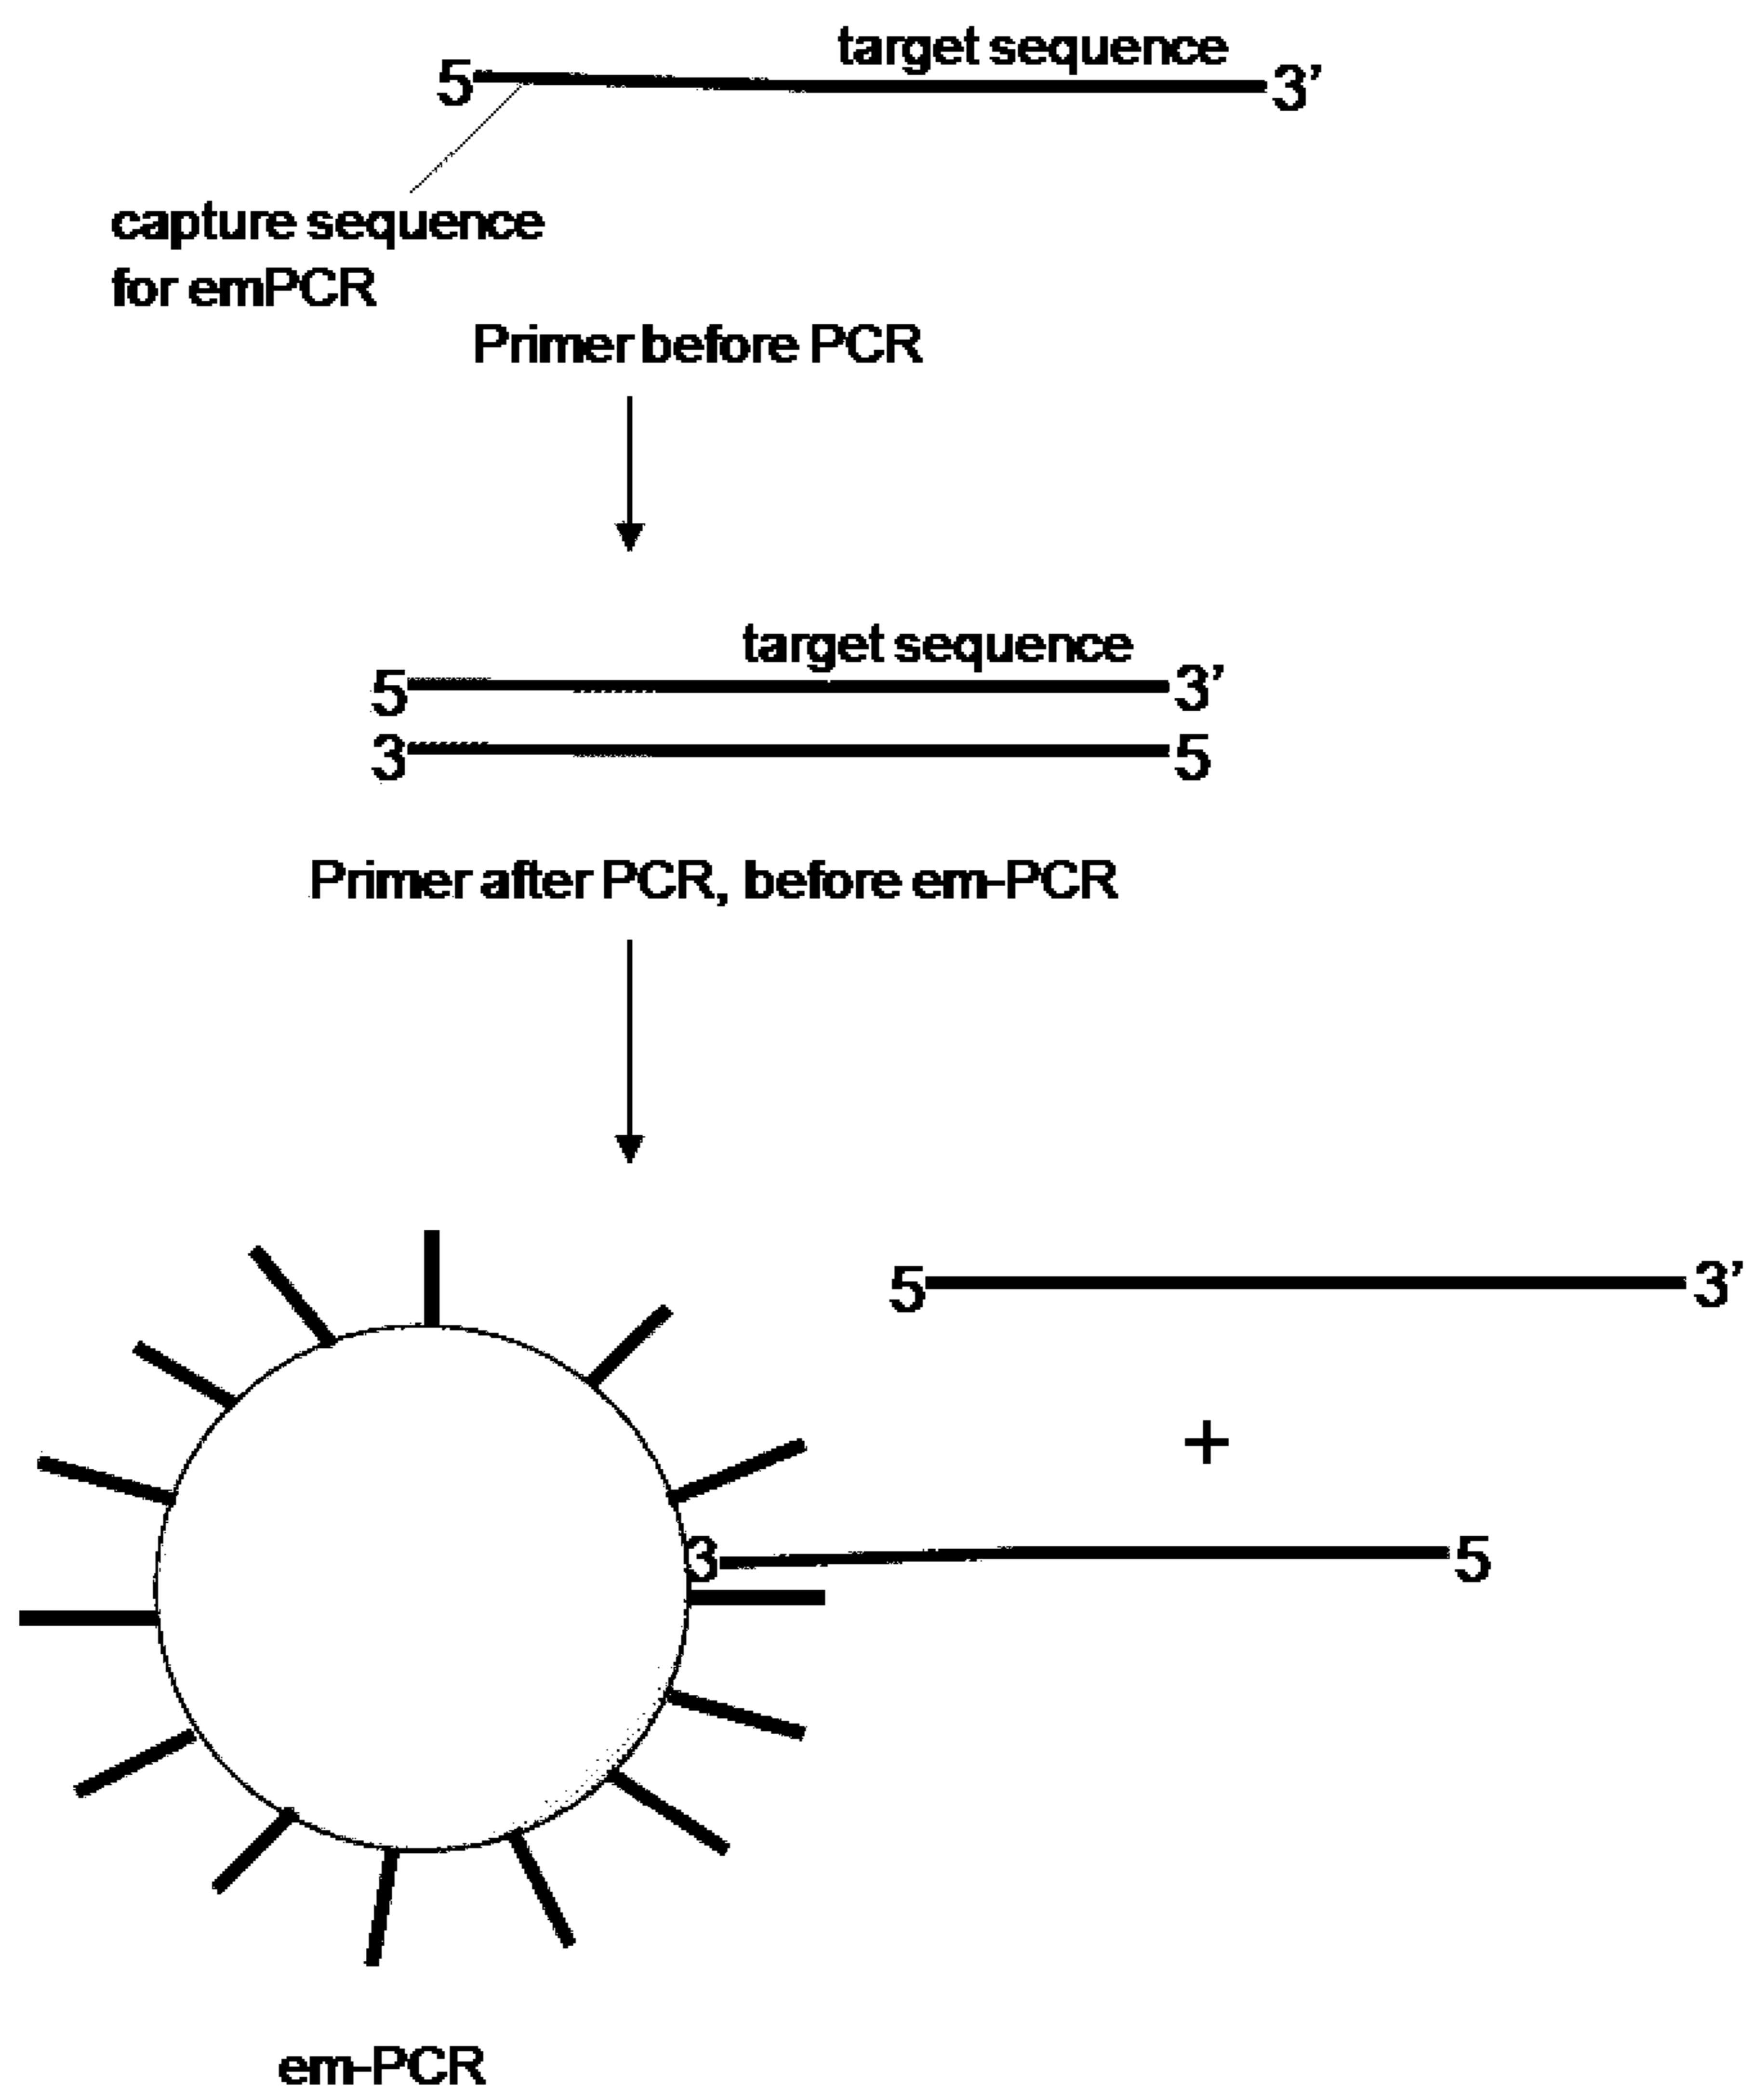 target sequence
5 3’
capture sequence
for emPCR
Primer before PCR
target sequence
5 3’
3 5
Primer after PCR, before em-PCR
5 3’
+
3 5
em-PCR